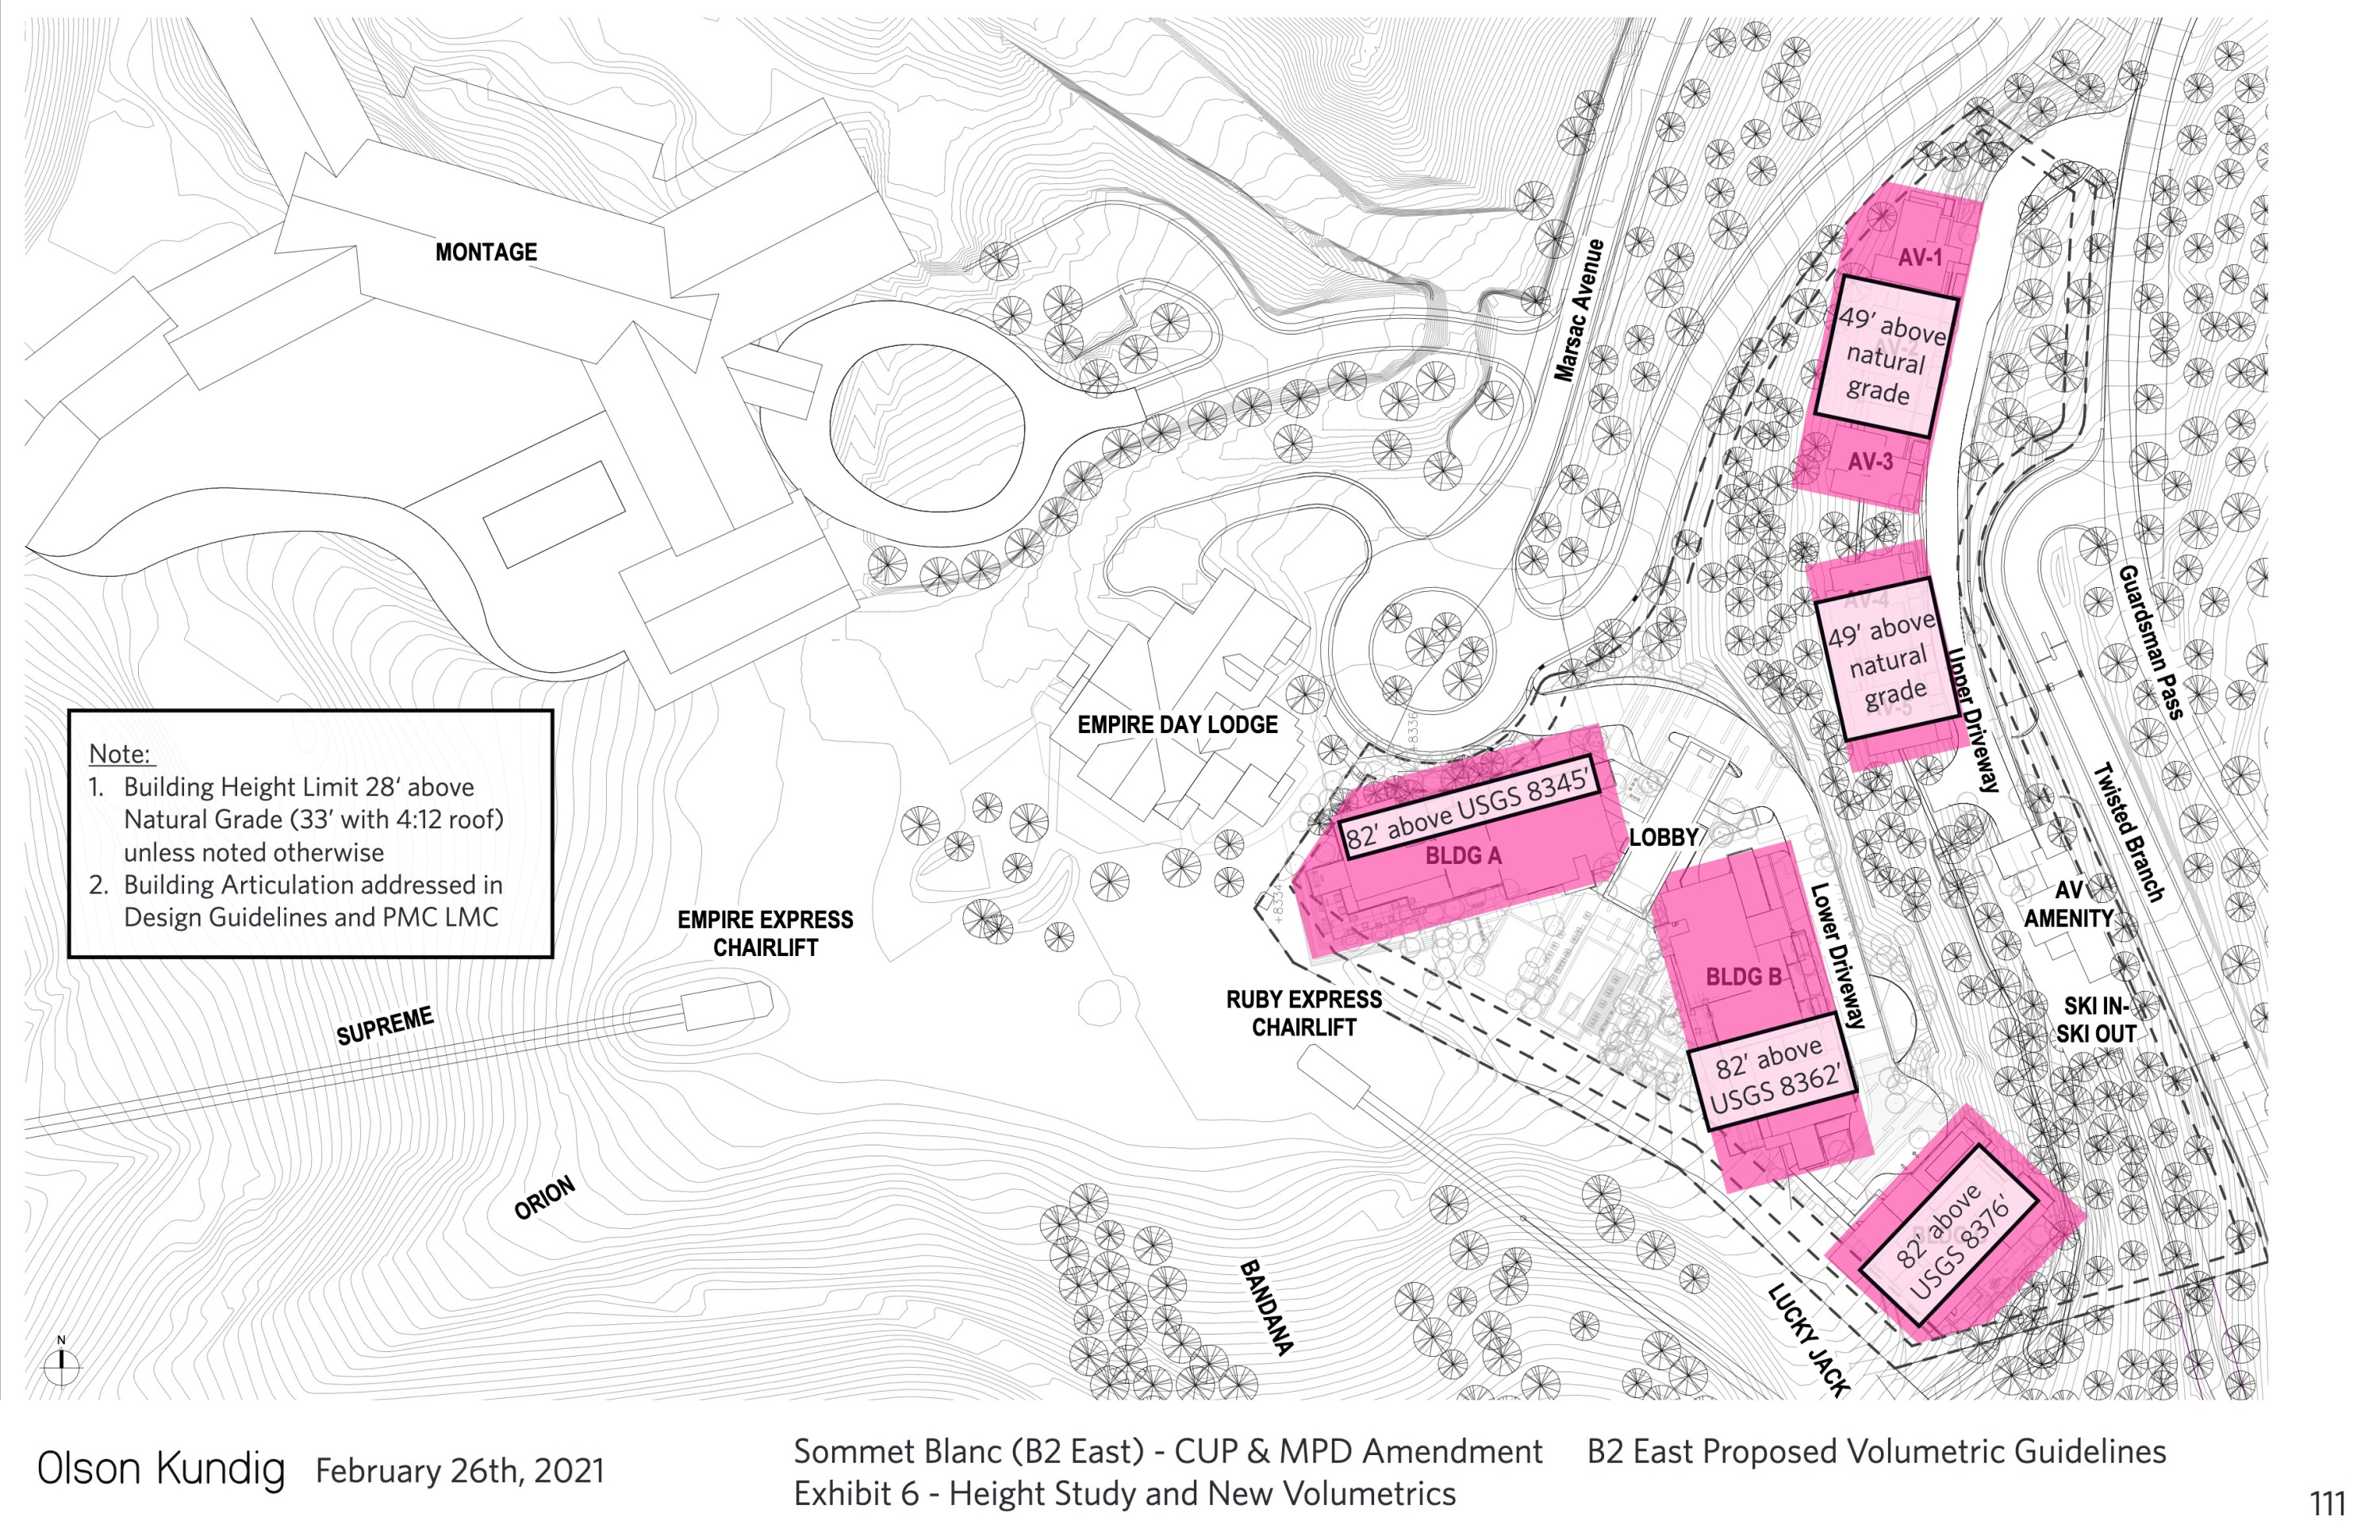 MONTAGE
Marsac Avenue
AV-1
49' above
natural
grade
AV-2
AV-3
AV-4
49' above
natural
grade
AV-5
Upper Driveway
Guardsman Pass
Twisted Branch
EMPIRE DAY LODGE
+8336
82' above USGS 8345'
BLDG A
LOBBY
+8334
BLDG B
Lower Driveway
82' above
USGS 8362'
AV
AMENITY
SKI IN-
SKI OUT
82' above
USGS 8376'
Note:
1. Building Height Limit 28' above
Natural Grade (33' with 4:12 roof)
unless noted otherwise
2. Building Articulation addressed in
Design Guidelines and PMC LMC
EMPIRE EXPRESS
CHAIRLIFT
RUBY EXPRESS
CHAIRLIFT
SUPREME
ORION
BANDANA
LUCKY JACK
N
Olson Kundig February 26th, 2021
Sommet Blanc (B2 East) - CUP & MPD Amendment B2 East Proposed Volumetric Guidelines
Exhibit 6 - Height Study and New Volumetrics
111